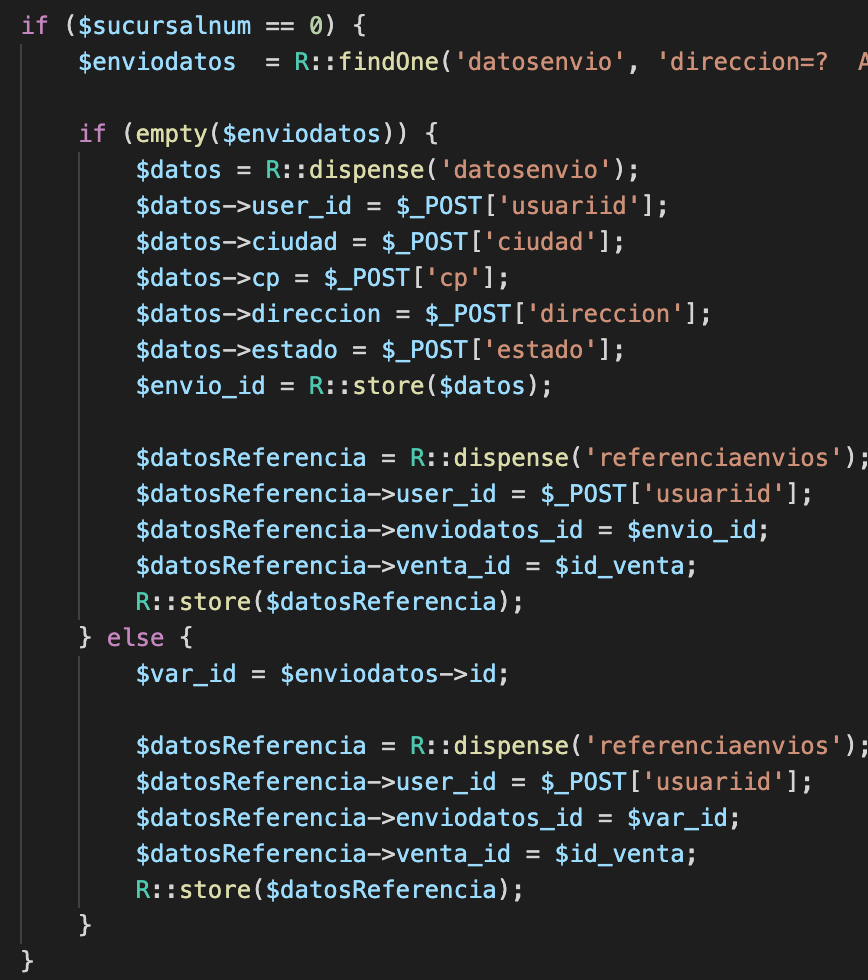 if ($sucursalnum == 0) {
    $enviodatos  = R::findOne('datosenvio', 'direccion=?  A

    if (empty($enviodatos)) {
        $datos = R::dispense('datosenvio');
        $datos->user_id = $_POST['usuariid'];
        $datos->ciudad = $_POST['ciudad'];
        $datos->cp = $_POST['cp'];
        $datos->direccion = $_POST['direccion'];
        $datos->estado = $_POST['estado'];
        $envio_id = R::store($datos);

        $datosReferencia = R::dispense('referenciaenvios');
        $datosReferencia->user_id = $_POST['usuariid'];
        $datosReferencia->enviodatos_id = $envio_id;
        $datosReferencia->venta_id = $id_venta;
        R::store($datosReferencia);
    } else {
        $var_id = $enviodatos->id;

        $datosReferencia = R::dispense('referenciaenvios');
        $datosReferencia->user_id = $_POST['usuariid'];
        $datosReferencia->enviodatos_id = $var_id;
        $datosReferencia->venta_id = $id_venta;
        R::store($datosReferencia);
    }
}